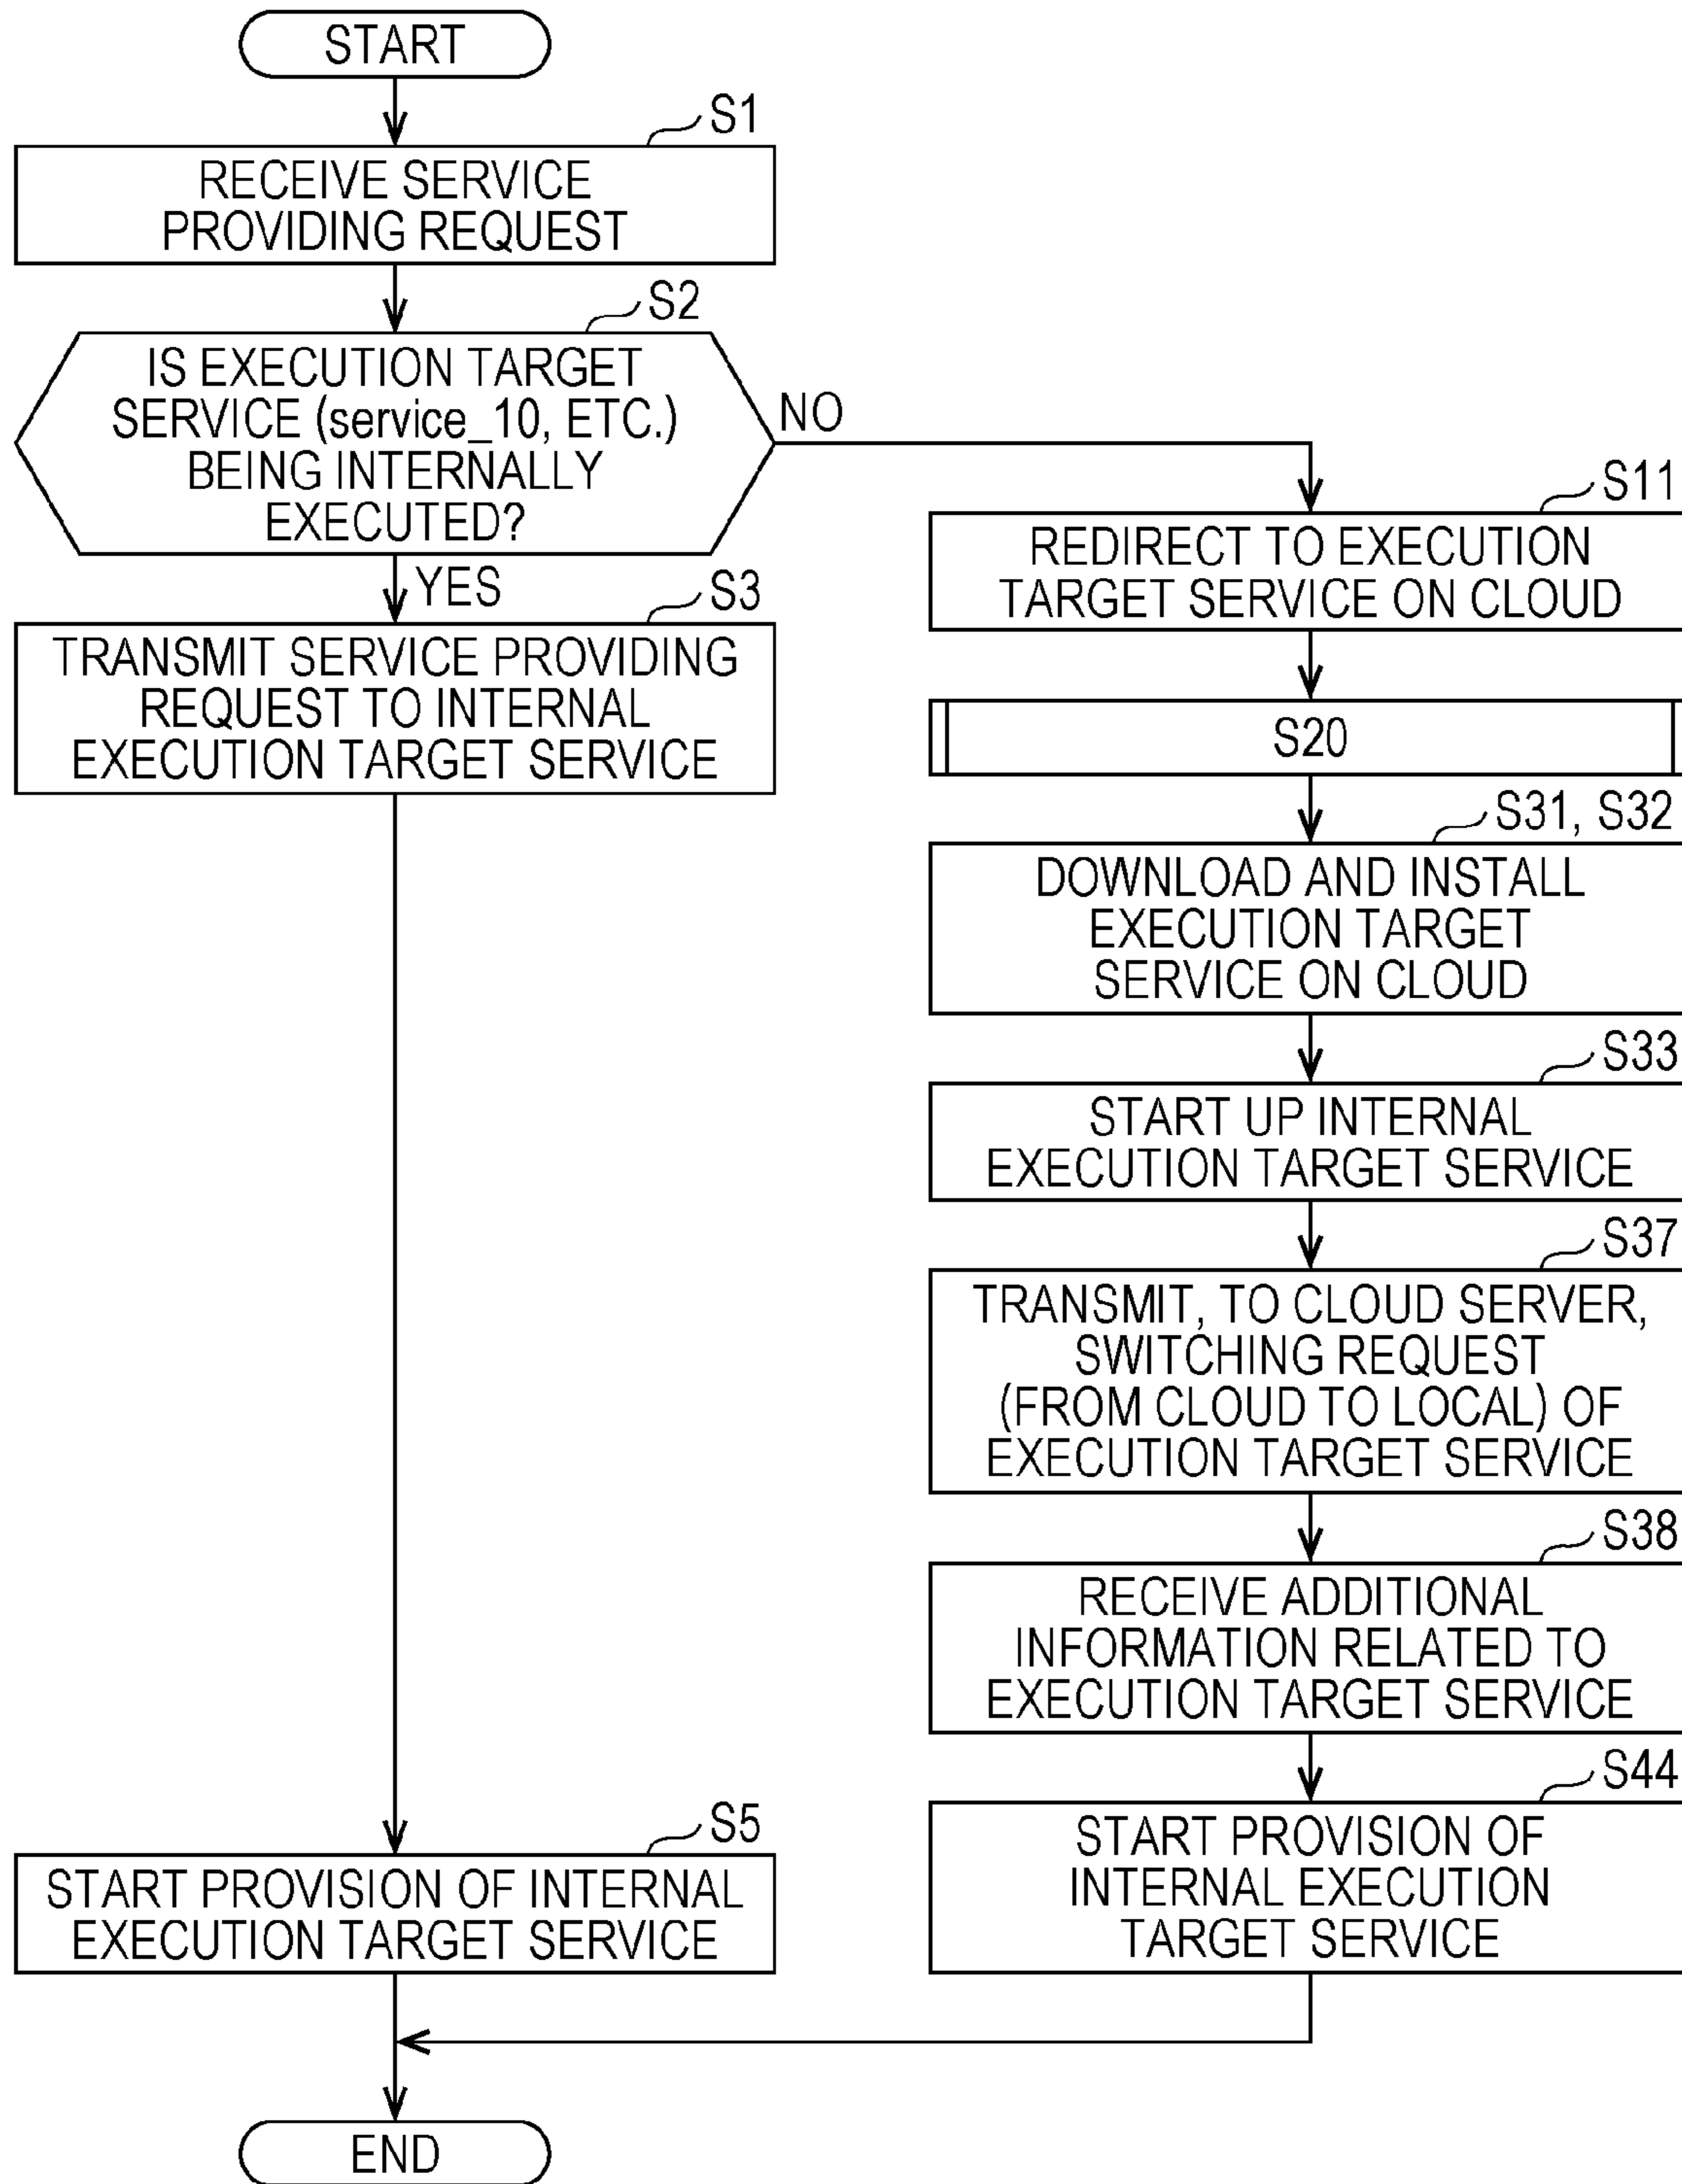 START
S1
RECEIVE SERVICE
PROVIDING REQUEST
S2
IS EXECUTION TARGET
SERVICE (service_10, ETC.)
BEING INTERNALLY
EXECUTED?
NO
YES
S3
TRANSMIT SERVICE PROVIDING
REQUEST TO INTERNAL
EXECUTION TARGET SERVICE
S11
REDIRECT TO EXECUTION
TARGET SERVICE ON CLOUD
S20
S31, S32
DOWNLOAD AND INSTALL
EXECUTION TARGET
SERVICE ON CLOUD
S33
START UP INTERNAL
EXECUTION TARGET SERVICE
S37
TRANSMIT, TO CLOUD SERVER,
SWITCHING REQUEST
(FROM CLOUD TO LOCAL) OF
EXECUTION TARGET SERVICE
S38
RECEIVE ADDITIONAL
INFORMATION RELATED TO
EXECUTION TARGET SERVICE
S44
START PROVISION OF
INTERNAL EXECUTION
TARGET SERVICE
S5
START PROVISION OF INTERNAL
EXECUTION TARGET SERVICE
END